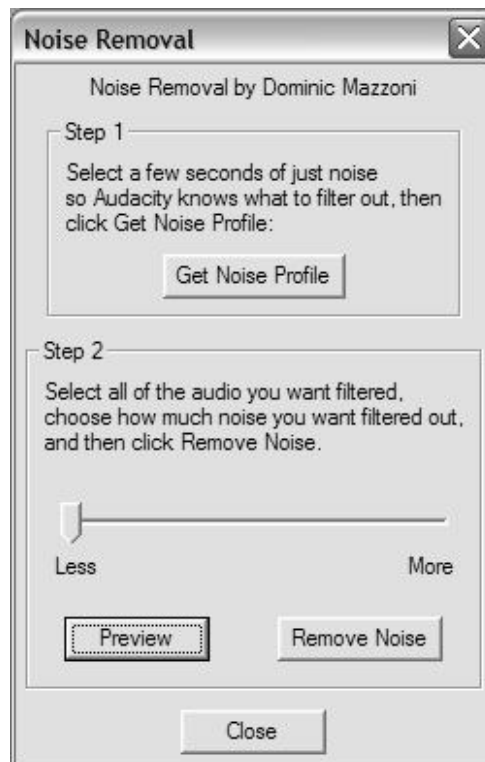 Noise Removal
Noise Removal by Dominic Mazzoni
Step 1
Select a few seconds of just noise
so Audacity knows what to filter out, then
click Get Noise Profile:
Get Noise Profile
Step 2
Select all of the audio you want filtered,
choose how much noise you want filtered out,
and then click Remove Noise.
Less More
Preview Remove Noise
Close